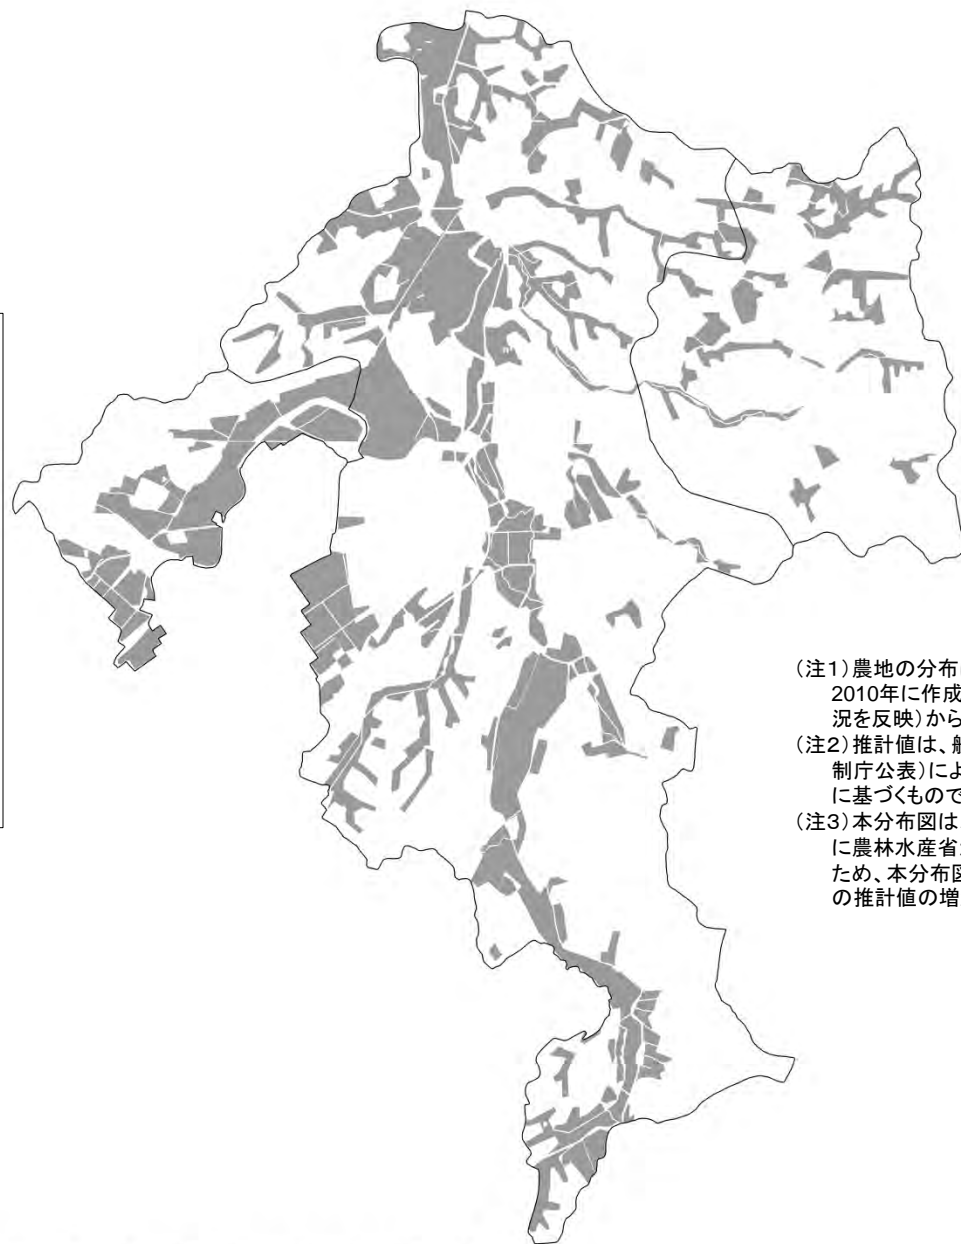 （注１）農地の分布
2010年に作成
況を反映）から
（注２）推計値は、
制庁公表）によ
に基づくもので
（注３）本分布図は
に農林水産省
ため、本分布図
の推計値の増